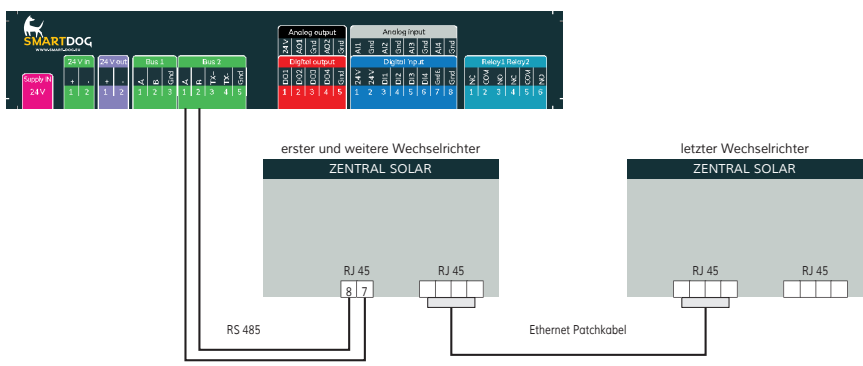 SMARTDOG
WWW.SMART-DOG.EU
Supply IN
24 V
24 V in
+ -
1 2
24 V out
+ -
1 2
Bus 1
A B Gnd
1 2 3
Bus 2
A B TX+ TX- Gnd
1 2 3 4 5
Analog output
24V AO1 Gnd AO2 Gnd
Digital output
DO1 DO2 DO3 DO4 Gnd
1 2 3 4 5
Analog input
AI1 Gnd AI2 Gnd AI3 Gnd AI4 Gnd
Digital input
24V 24V DI1 DI2 DI3 DI4 Gnd
1 2 3 4 5 6 7 8
Relay1 Relay2
NC COM NO NC COM NO
1 2 3 4 5 6
erster und weitere Wechselrichter
ZENTRAL SOLAR
RJ 45
8 7
RJ 45
letzter Wechselrichter
ZENTRAL SOLAR
RJ 45
RJ 45
RS 485
Ethernet Patchkabel